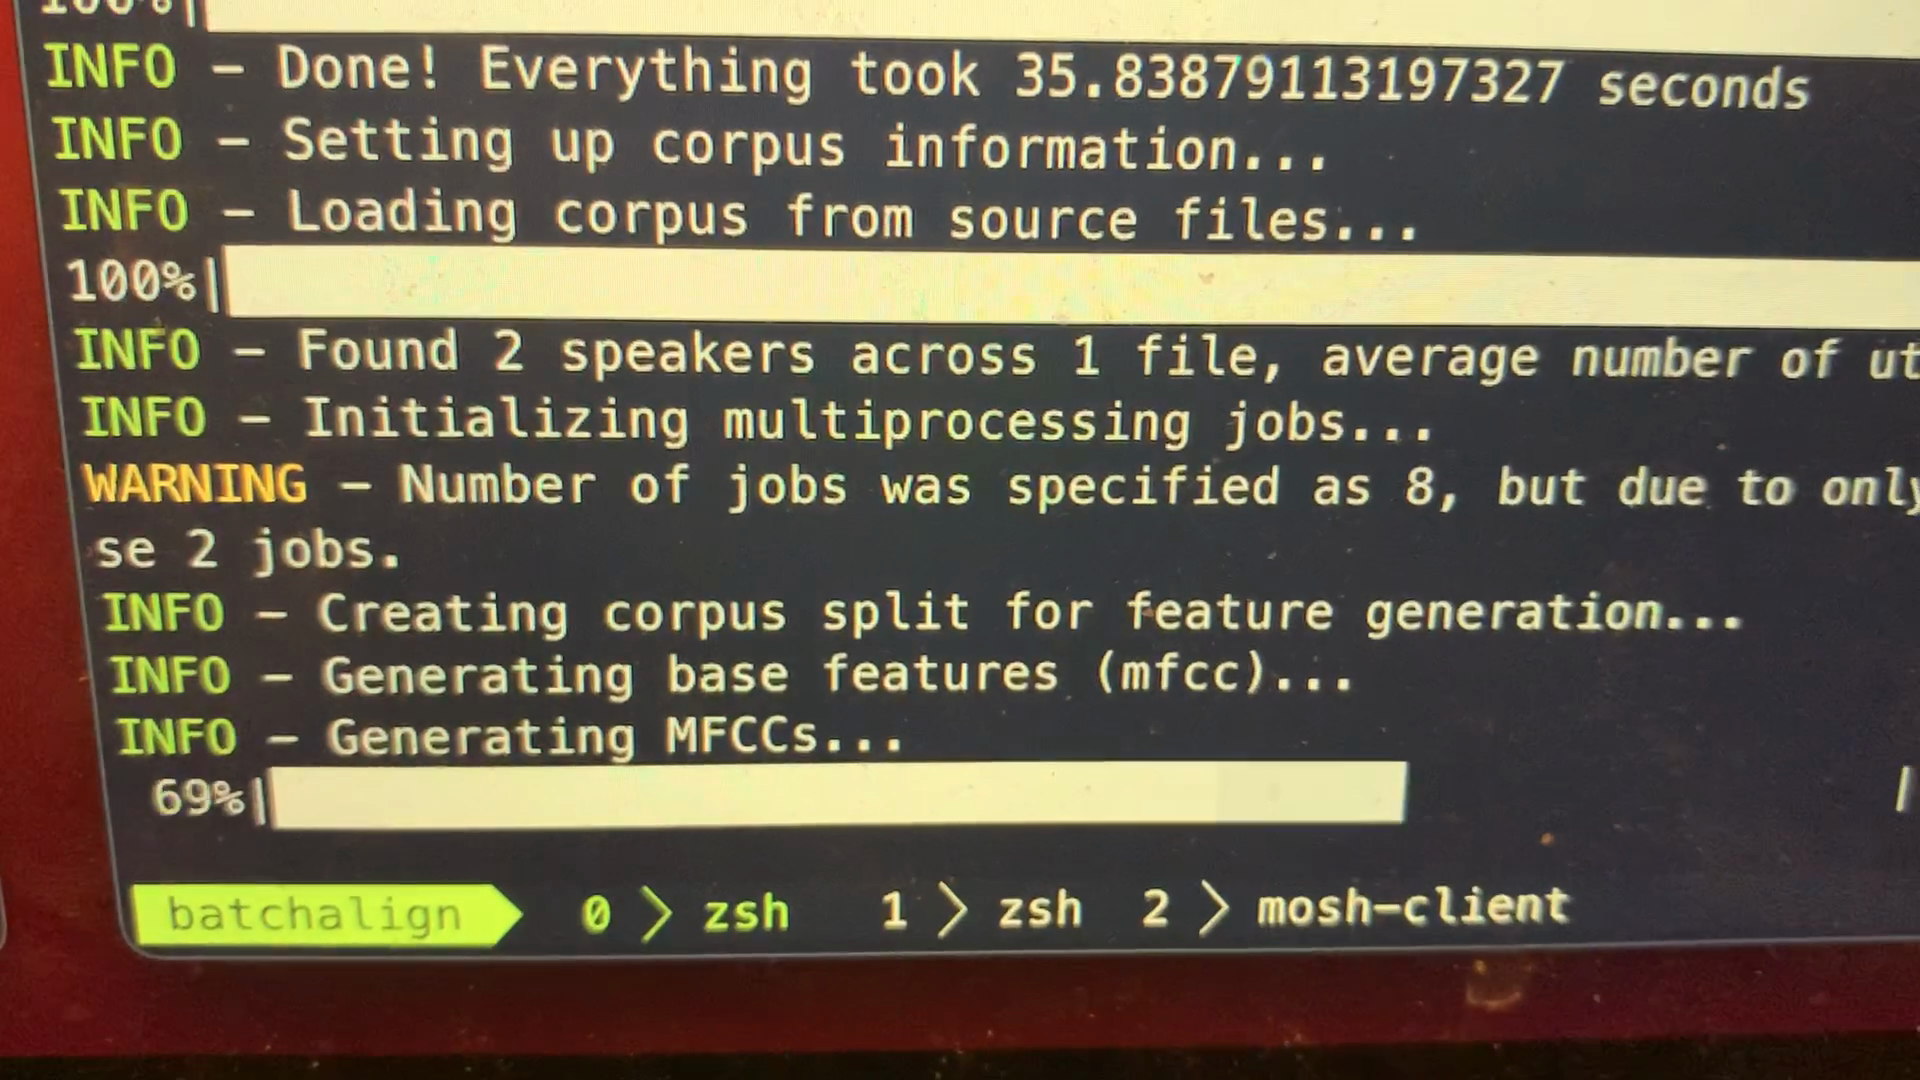 100%|
INFO – Done! Everything took 35.83879113197327 seconds
INFO – Setting up corpus information...
INFO – Loading corpus from source files...
100%|
INFO – Found 2 speakers across 1 file, average number of ut
INFO – Initializing multiprocessing jobs...
WARNING – Number of jobs was specified as 8, but due to only
se 2 jobs.
INFO – Creating corpus split for feature generation...
INFO – Generating base features (mfcc)...
INFO – Generating MFCCs...
69%| |
batchalign 0 > zsh 1 > zsh 2 > mosh-client